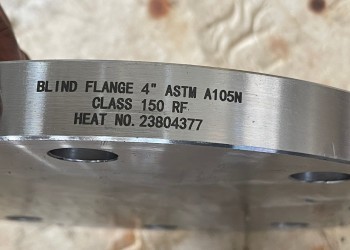 BLIND FLANGE 4" ASTM A105N
CLASS 150 RF
HEAT NO. 23804377